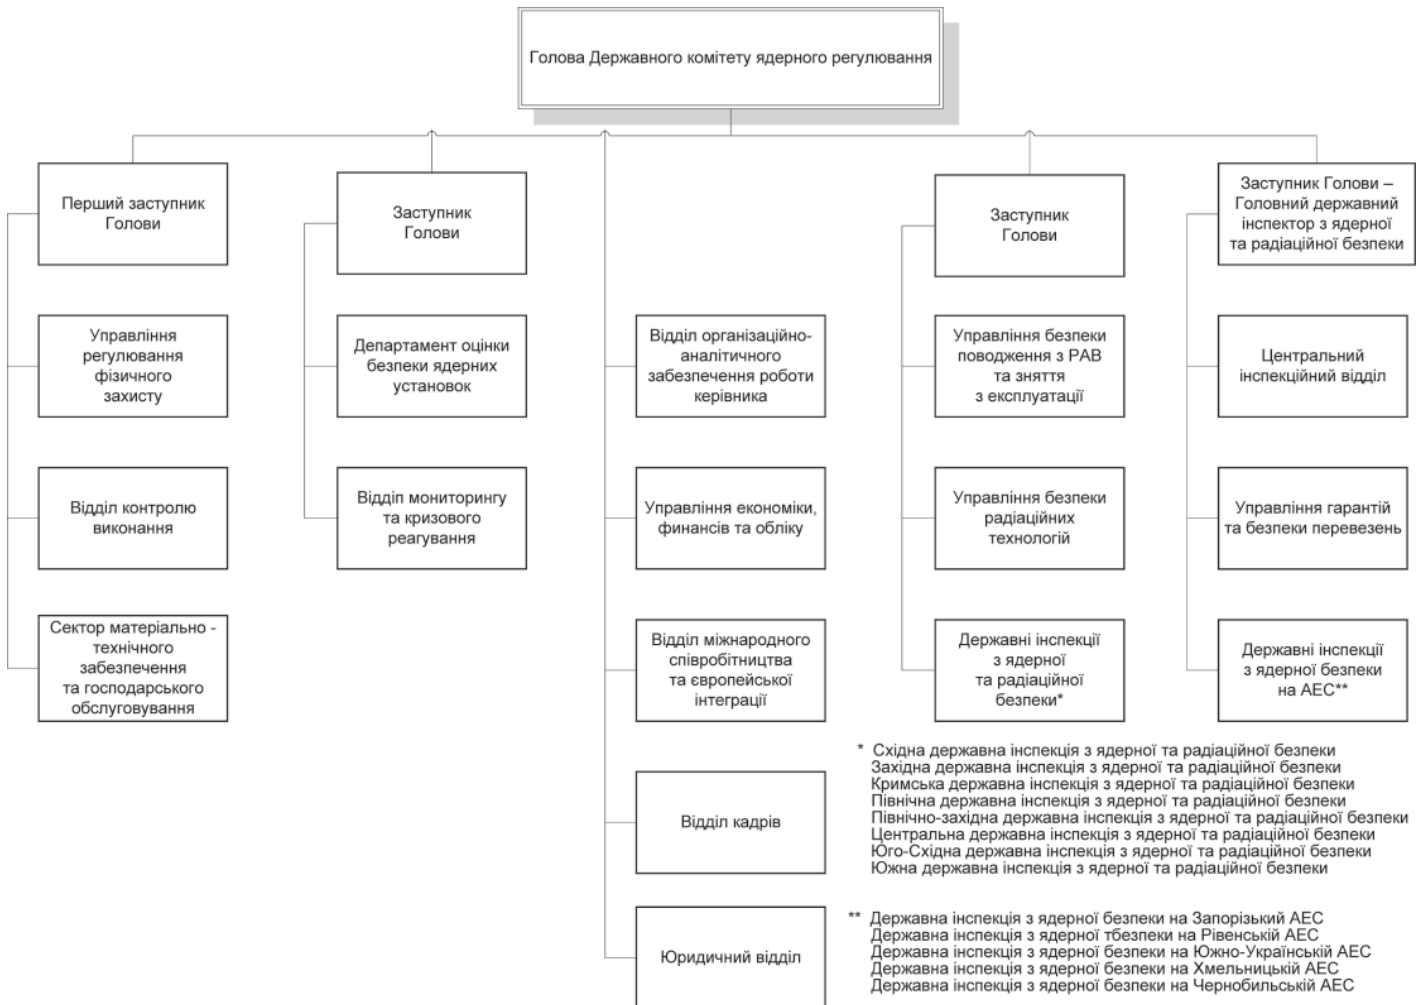 Голова Державного комітету ядерного регулювання
Перший заступник
Голови
Заступник
Голови
Заступник
Голови
Заступник Голови –
Головний державний
інспектор з ядерної
та радіаційної безпеки
Управління
регулювання
фізичного
захисту
Департамент оцінки
безпеки ядерних
установок
Відділ організаційно-
аналітичного
забезпечення роботи
керівника
Управління безпеки
поводження з РАВ
та зняття
з експлуатації
Центральний
інспекційний відділ
Відділ контролю
виконання
Відділ мониторингу
та кризового
реагування
Управління економіки,
финансів та обліку
Управління безпеки
радіаційних
технологій
Управління гарантій
та безпеки перевезень
Сектор матеріально -
технічного
забезпечення
та господарського
обслуговування
Відділ міжнародного
співробітництва
та європейської
інтеграції
Державні інспекції
з ядерної
та радіаційної
безпеки*
Державні інспекції
з ядерної безпеки
на АЕС**
Відділ кадрів
Юридичний відділ
* Східна державна інспекція з ядерної та радіаційної безпеки
Західна державна інспекція з ядерної та радіаційної безпеки
Кримська державна інспекція з ядерної та радіаційної безпеки
Північна державна інспекція з ядерної та радіаційної безпеки
Північно-західна державна інспекція з ядерної та радіаційної безпеки
Центральна державна інспекція з ядерної та радіаційної безпеки
Юго-Східна державна інспекція з ядерної та радіаційної безпеки
Южна державна інспекція з ядерної та радіаційної безпеки
** Державна інспекція з ядерної безпеки на Запорізький АЕС
Державна інспекція з ядерної тбезпеки на Рівенській АЕС
Державна інспекція з ядерної безпеки на Южно-Українській АЕС
Державна інспекція з ядерної безпеки на Хмельницькій АЕС
Державна інспекція з ядерної безпеки на Чернобильській АЕС